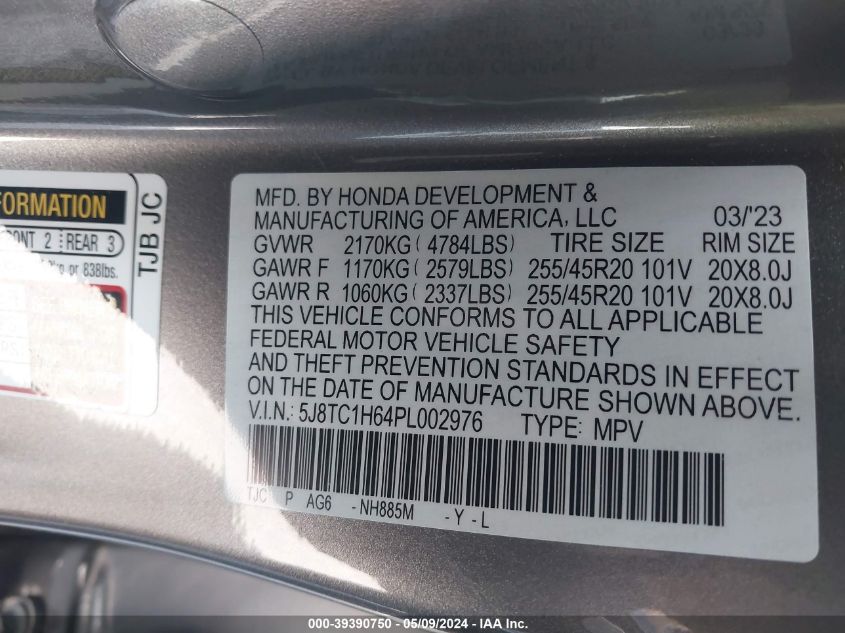 FORMATION
ONT 2 REAR 3
kg or 838lbs.
TJB JC
MFD. BY HONDA DEVELOPMENT &
MANUFACTURING OF AMERICA, LLC 03/'23
GVWR 2170KG ( 4784LBS) TIRE SIZE RIM SIZE
GAWR F 1170KG ( 2579LBS) 255/45R20 101V 20X8.0J
GAWR R 1060KG ( 2337LBS) 255/45R20 101V 20X8.0J
THIS VEHICLE CONFORMS TO ALL APPLICABLE
FEDERAL MOTOR VEHICLE SAFETY
AND THEFT PREVENTION STANDARDS IN EFFECT
ON THE DATE OF MANUFACTURE SHOWN ABOVE.
V.I.N.: 5J8TC1H64PL002976 TYPE: MPV
TJC P AG6 -NH885M -Y-L
000-39390750 — 05/09/2024 — IAA Inc.